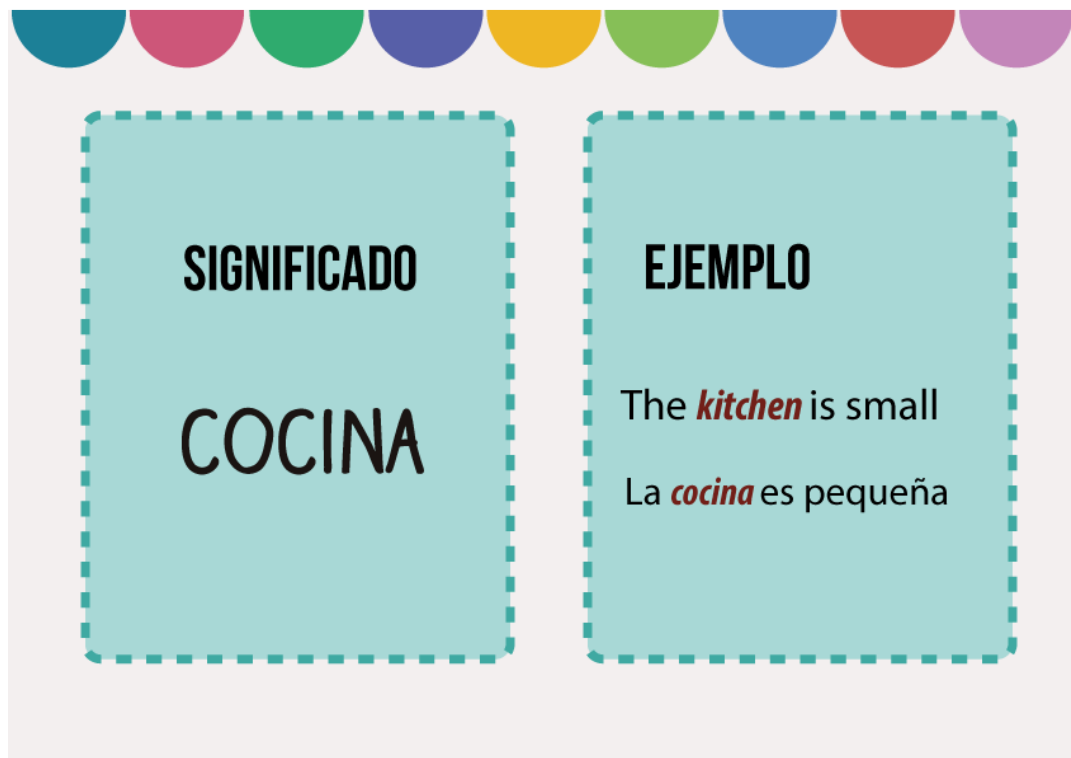 SIGNIFICADO
COCINA
EJEMPLO
The kitchen is small
La cocina es pequeña